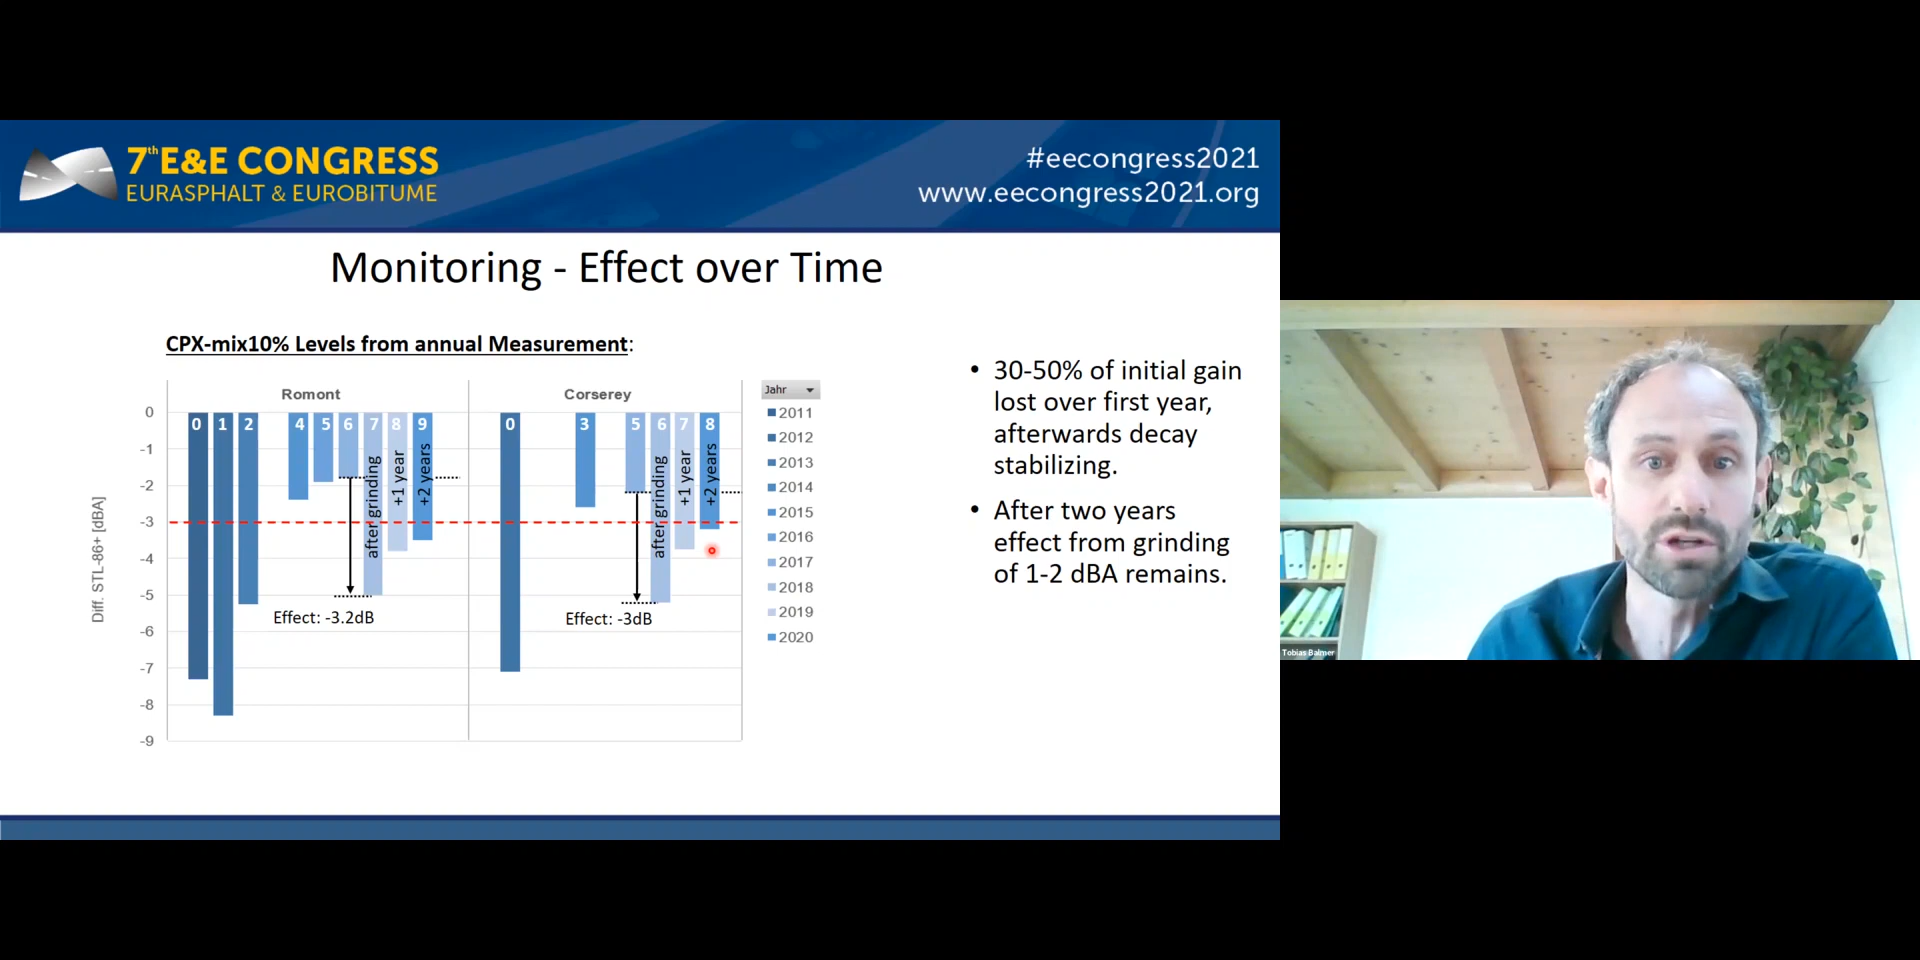 7th E&E CONGRESS
EURASPHALT & EUROBITUME
#eecongress2021
www.eecongress2021.org
Monitoring - Effect over Time
CPX-mix10% Levels from annual Measurement:
Romont
Corserey
Diff. STL-86+ [dBA]
0
-1
-2
-3
-4
-5
-6
-7
-8
-9
0 1 2 4 5 6 7 8 9
after grinding
+1 year
+2 years
Effect: -3.2dB
0 3 5 6 7 8
after grinding
+1 year
+2 years
Effect: -3dB
Jahr
2011
2012
2013
2014
2015
2016
2017
2018
2019
2020
• 30-50% of initial gain
lost over first year,
afterwards decay
stabilizing.
• After two years
effect from grinding
of 1-2 dBA remains.
Tobias Balmer